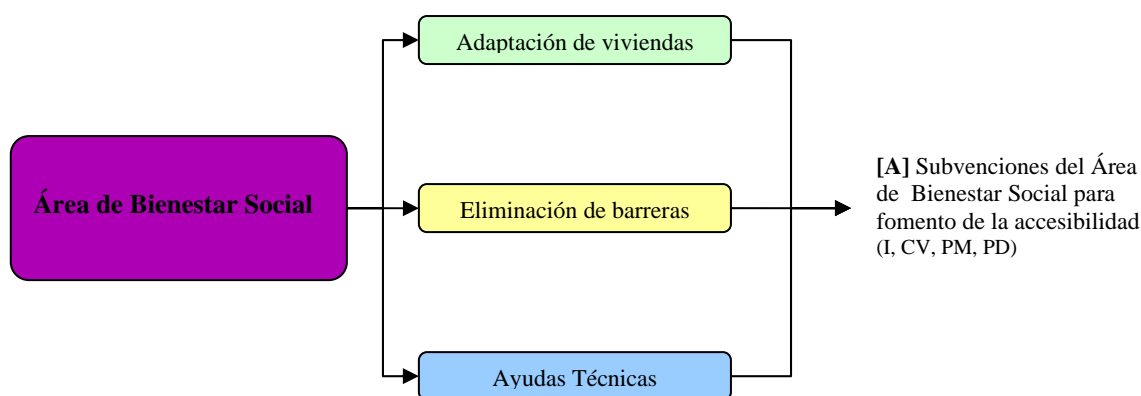 Adaptación de viviendas
Área de Bienestar Social
Eliminación de barreras
[A] Subvenciones del Área
de Bienestar Social para
fomento de la accesibilidad
(I, CV, PM, PD)
Ayudas Técnicas